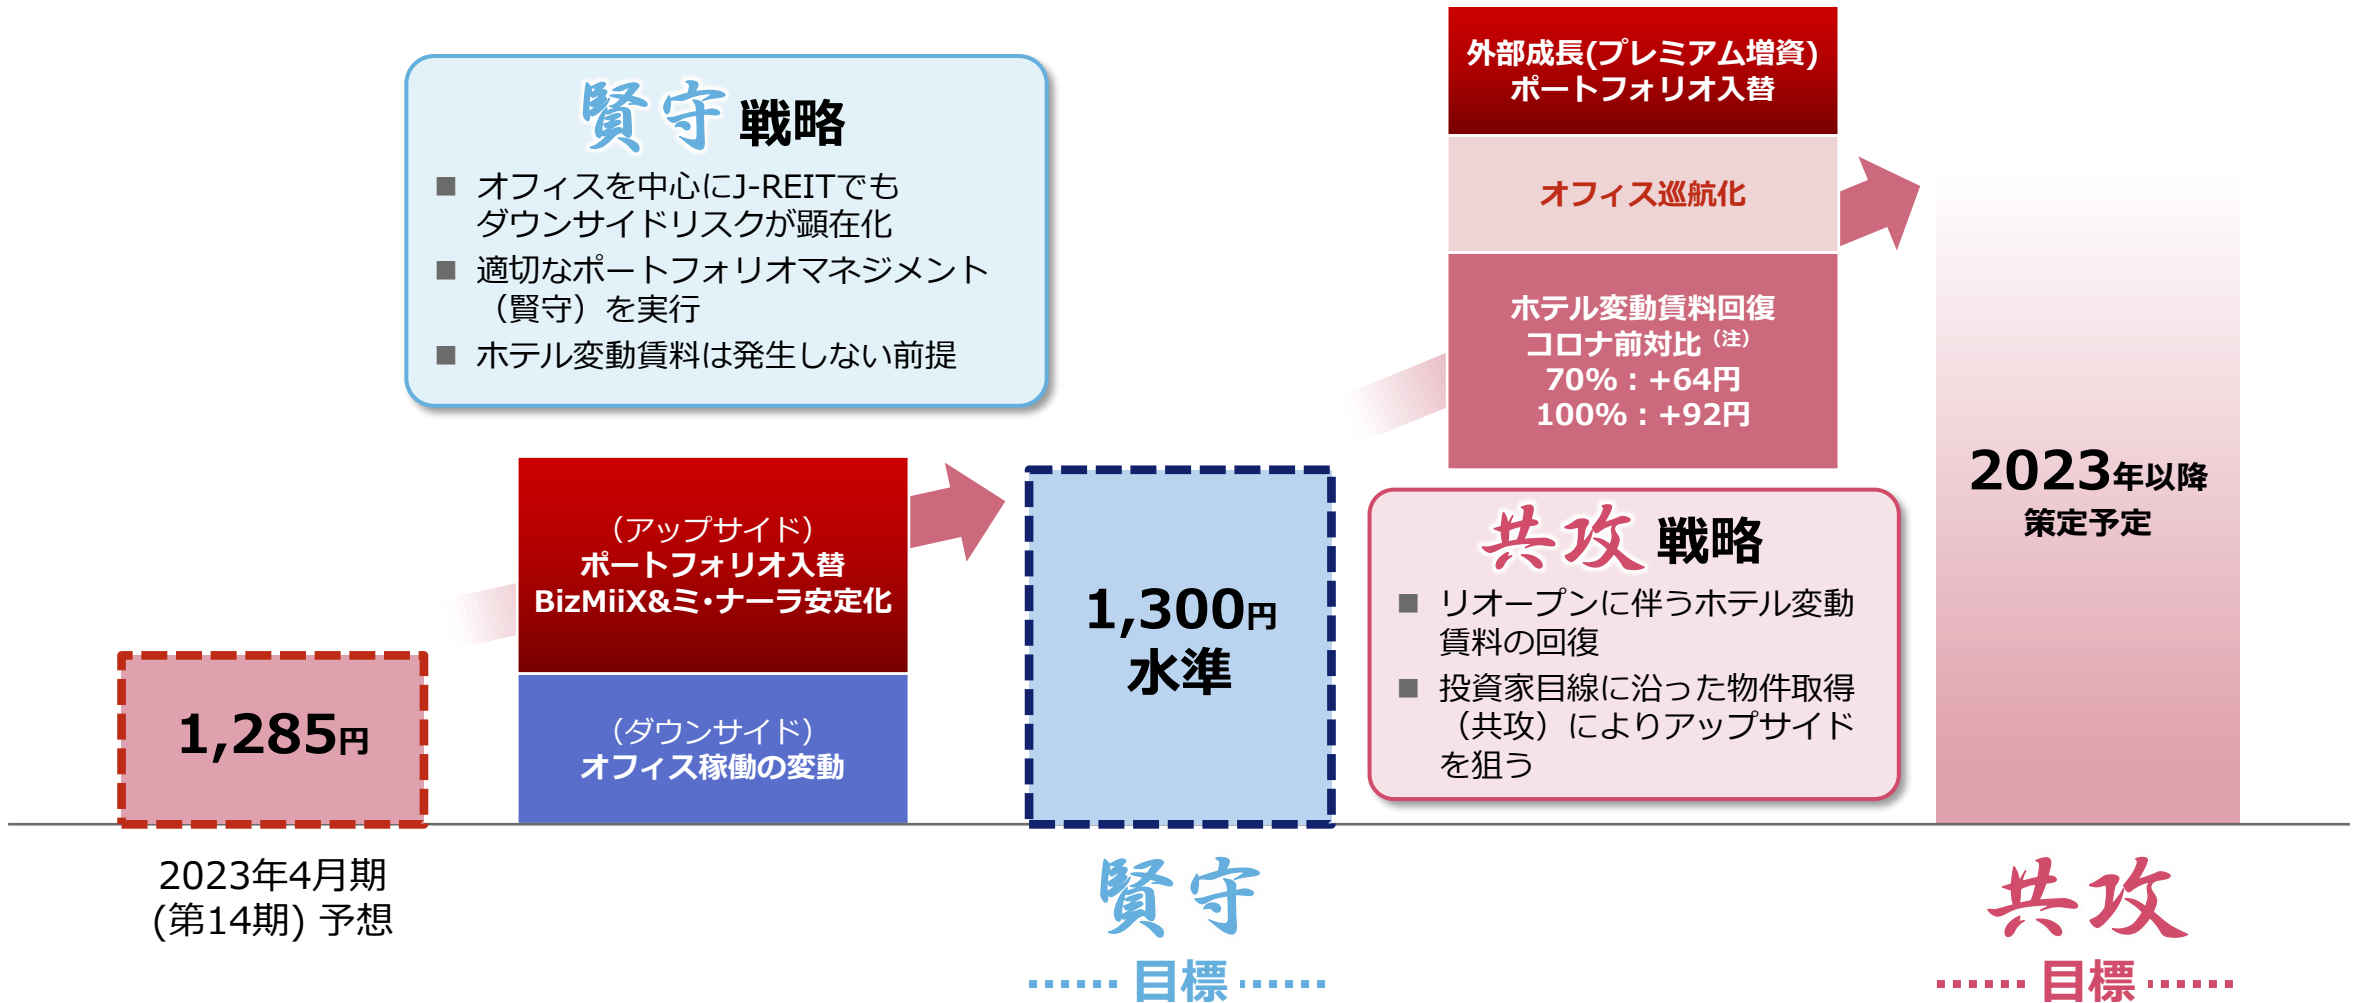 賢守 戦略
オフィスを中心にJ-REITでも
ダウンサイドリスクが顕在化
適切なポートフォリオマネジメント
（賢守）を実行
ホテル変動賃料は発生しない前提
1,285円
2023年4月期
(第14期) 予想
（アップサイド）
ポートフォリオ入替
BizMiiX&ミ・ナーラ安定化
（ダウンサイド）
オフィス稼働の変動
1,300円
水準
賢守
目標
外部成長(プレミアム増資)
ポートフォリオ入替
オフィス巡航化
ホテル変動賃料回復
コロナ前対比（注）
70%：+64円
100%：+92円
共攻 戦略
リオープンに伴うホテル変動
賃料の回復
投資家目線に沿った物件取得
（共攻）によりアップサイド
を狙う
2023年以降
策定予定
共攻
目標